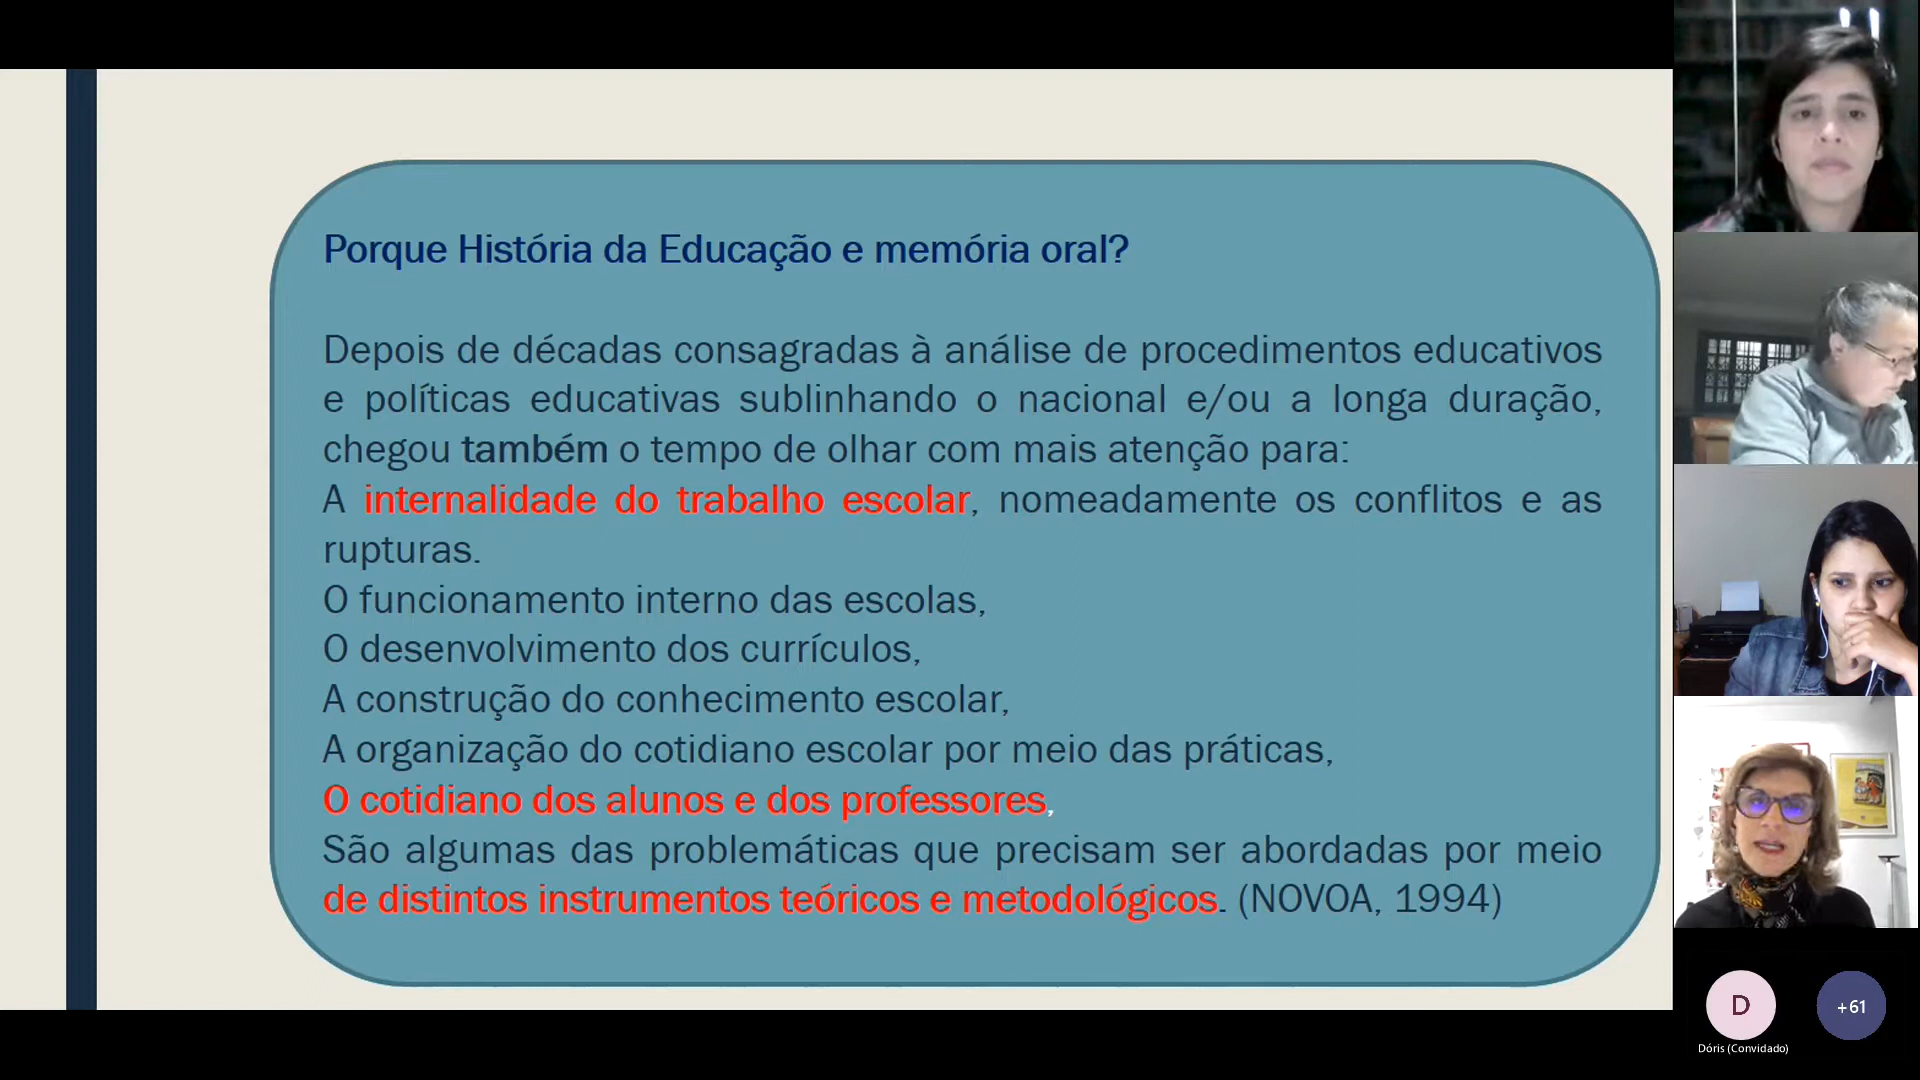 Porque História da Educação e memória oral?
Depois de décadas consagradas à análise de procedimentos educativos
e políticas educativas sublinhando o nacional e/ou a longa duração,
chegou também o tempo de olhar com mais atenção para:
A internalidade do trabalho escolar, nomeadamente os conflitos e as
rupturas.
O funcionamento interno das escolas,
O desenvolvimento dos currículos,
A construção do conhecimento escolar,
A organização do cotidiano escolar por meio das práticas,
O cotidiano dos alunos e dos professores,
São algumas das problemáticas que precisam ser abordadas por meio
de distintos instrumentos teóricos e metodológicos. (NOVOA, 1994)
D
+61
Dóris (Convidado)